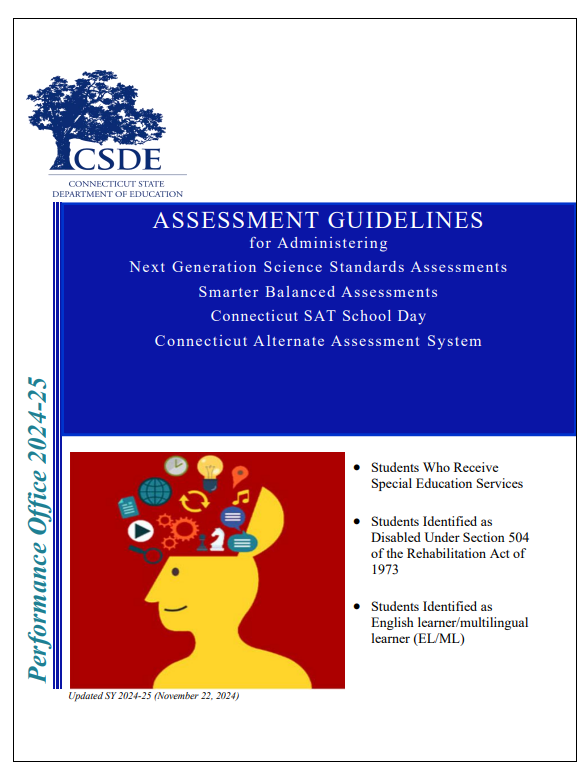 CSDE
CONNECTICUT STATE
DEPARTMENT OF EDUCATION
ASSESSMENT GUIDELINES
for Administering
Next Generation Science Standards Assessments
Smarter Balanced Assessments
Connecticut SAT School Day
Connecticut Alternate Assessment System
Performance Office 2024-25
• Students Who Receive
Special Education Services
• Students Identified as
Disabled Under Section 504
of the Rehabilitation Act of
1973
• Students Identified as
English learner/multilingual
learner (EL/ML)
Updated SY 2024-25 (November 22, 2024)